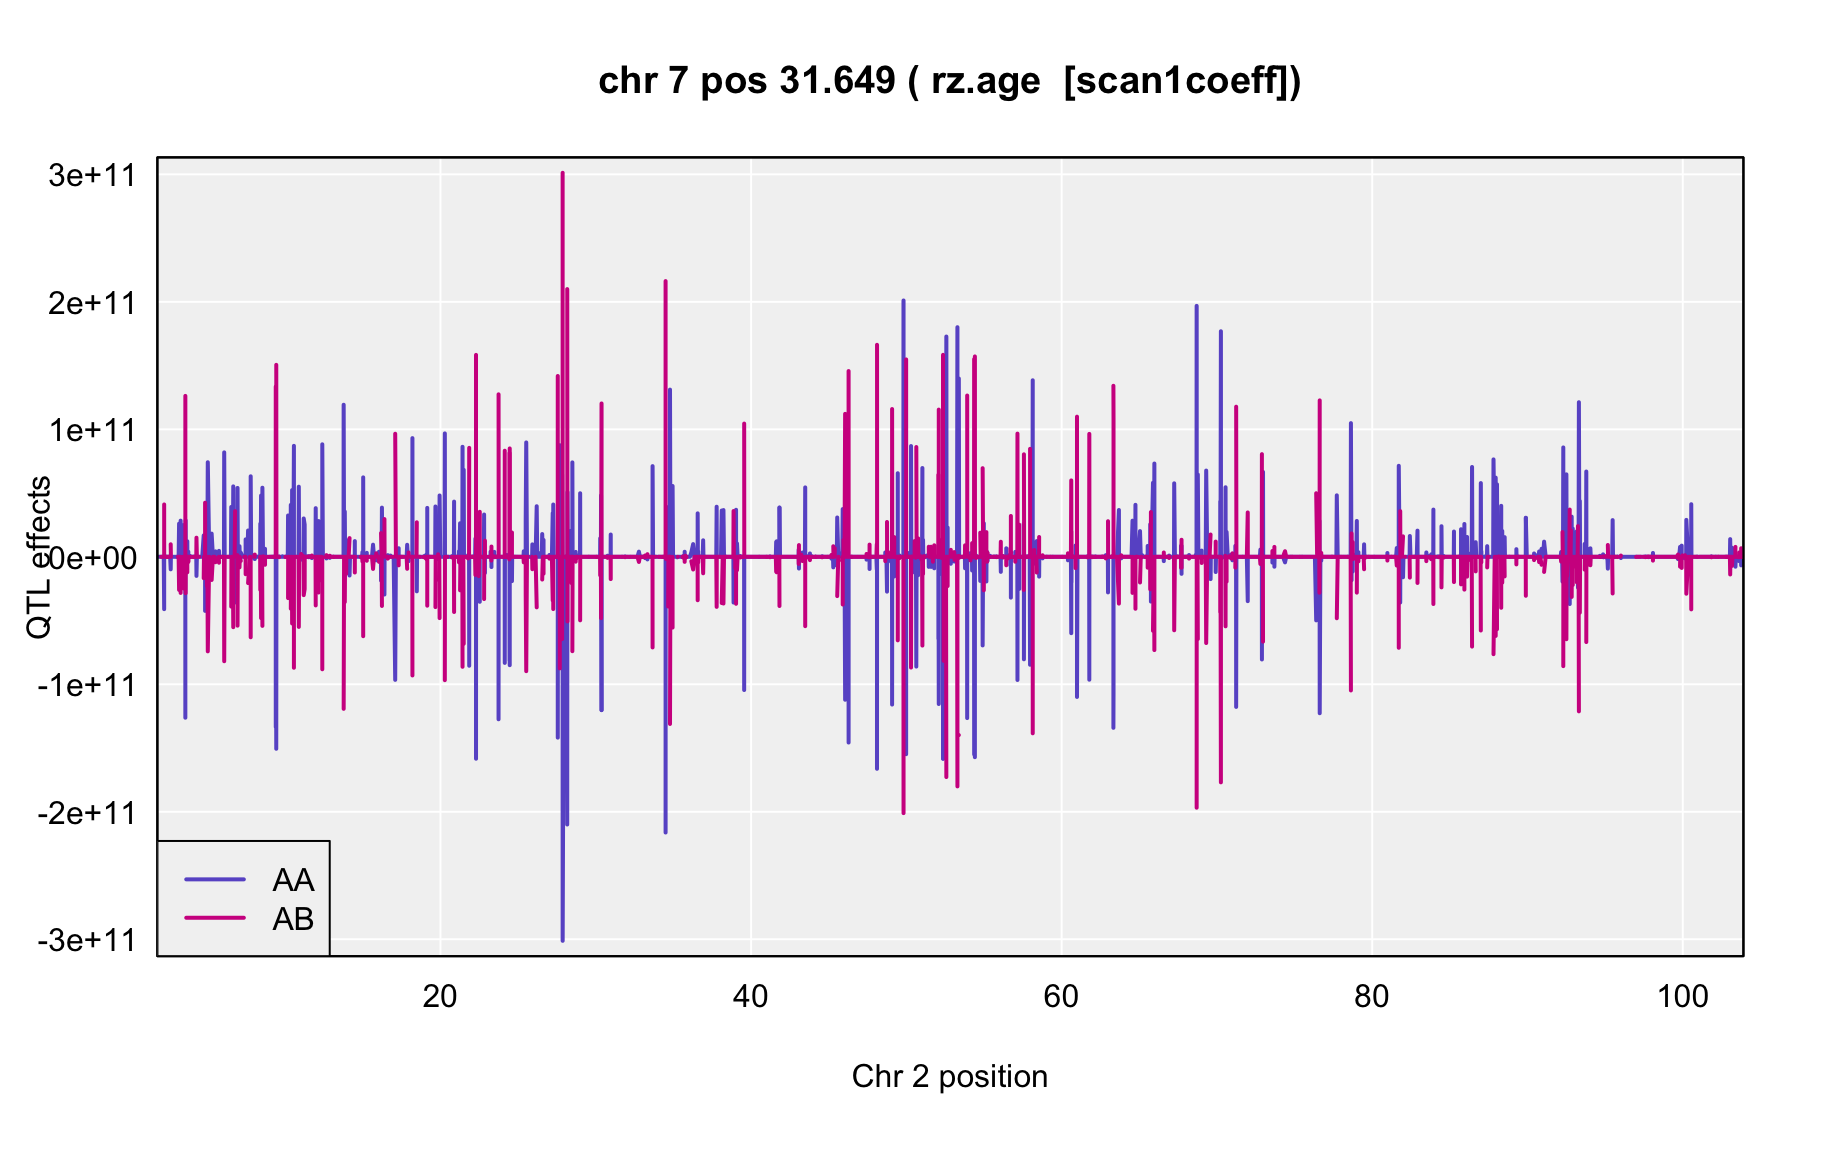 chr 7 pos 31.649 ( rz.age  [scan1coeff])
3e+11
2e+11
1e+11
0e+00
-1e+11
-2e+11
-3e+11
QTL effects
AA
AB
20 40 60 80 100
Chr 2 position